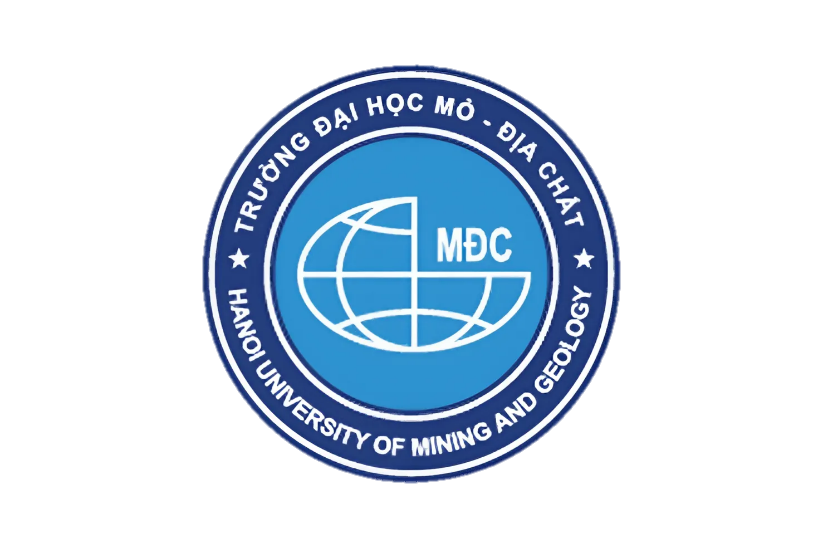 TRƯỜNG ĐẠI HỌC MỎ - ĐỊA CHẤT
MĐC
HANOI UNIVERSITY OF MINING AND GEOLOGY